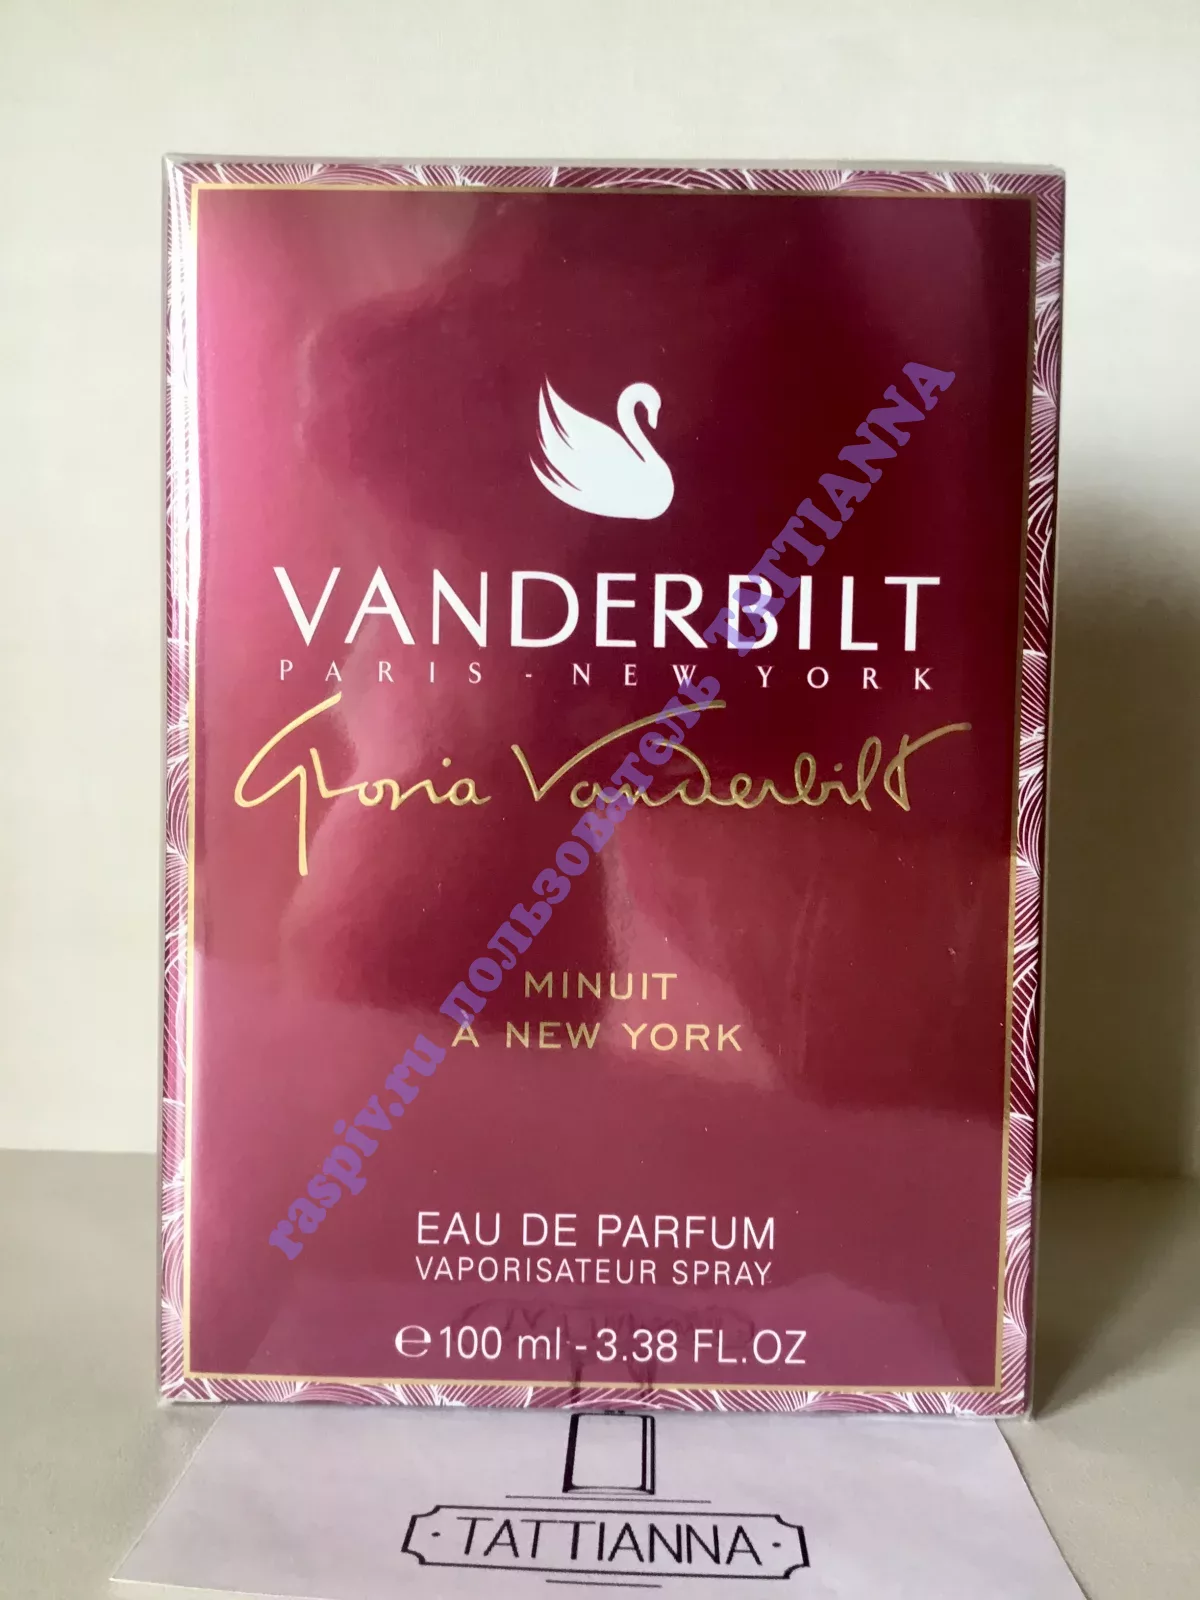 VANDERBILT
PARIS - NEW YORK
Gloria Vanderbilt
MINUIT
À NEW YORK
EAU DE PARFUM
VAPORISATEUR SPRAY
℮ 100 ml - 3.38 FL.OZ
· TATTIANNA ·
raspiv.ru пользователь TATTIANNA